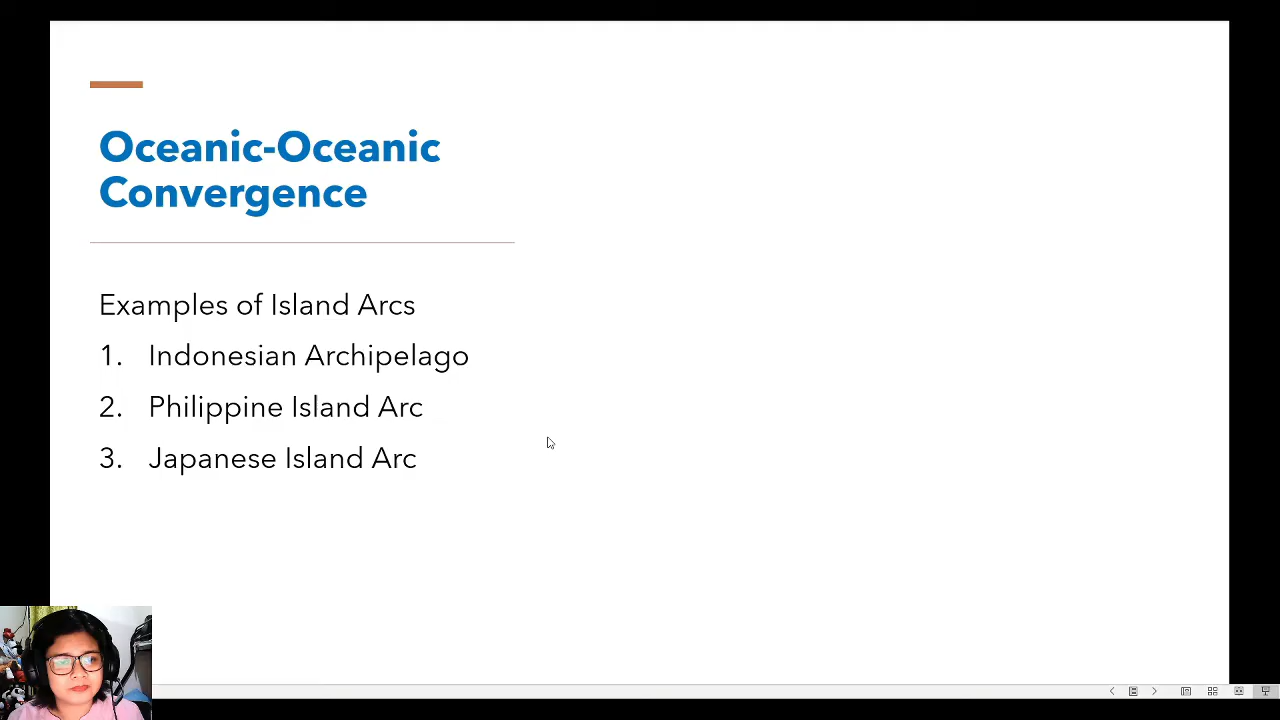 Oceanic-Oceanic
Convergence
Examples of Island Arcs
1. Indonesian Archipelago
2. Philippine Island Arc
3. Japanese Island Arc